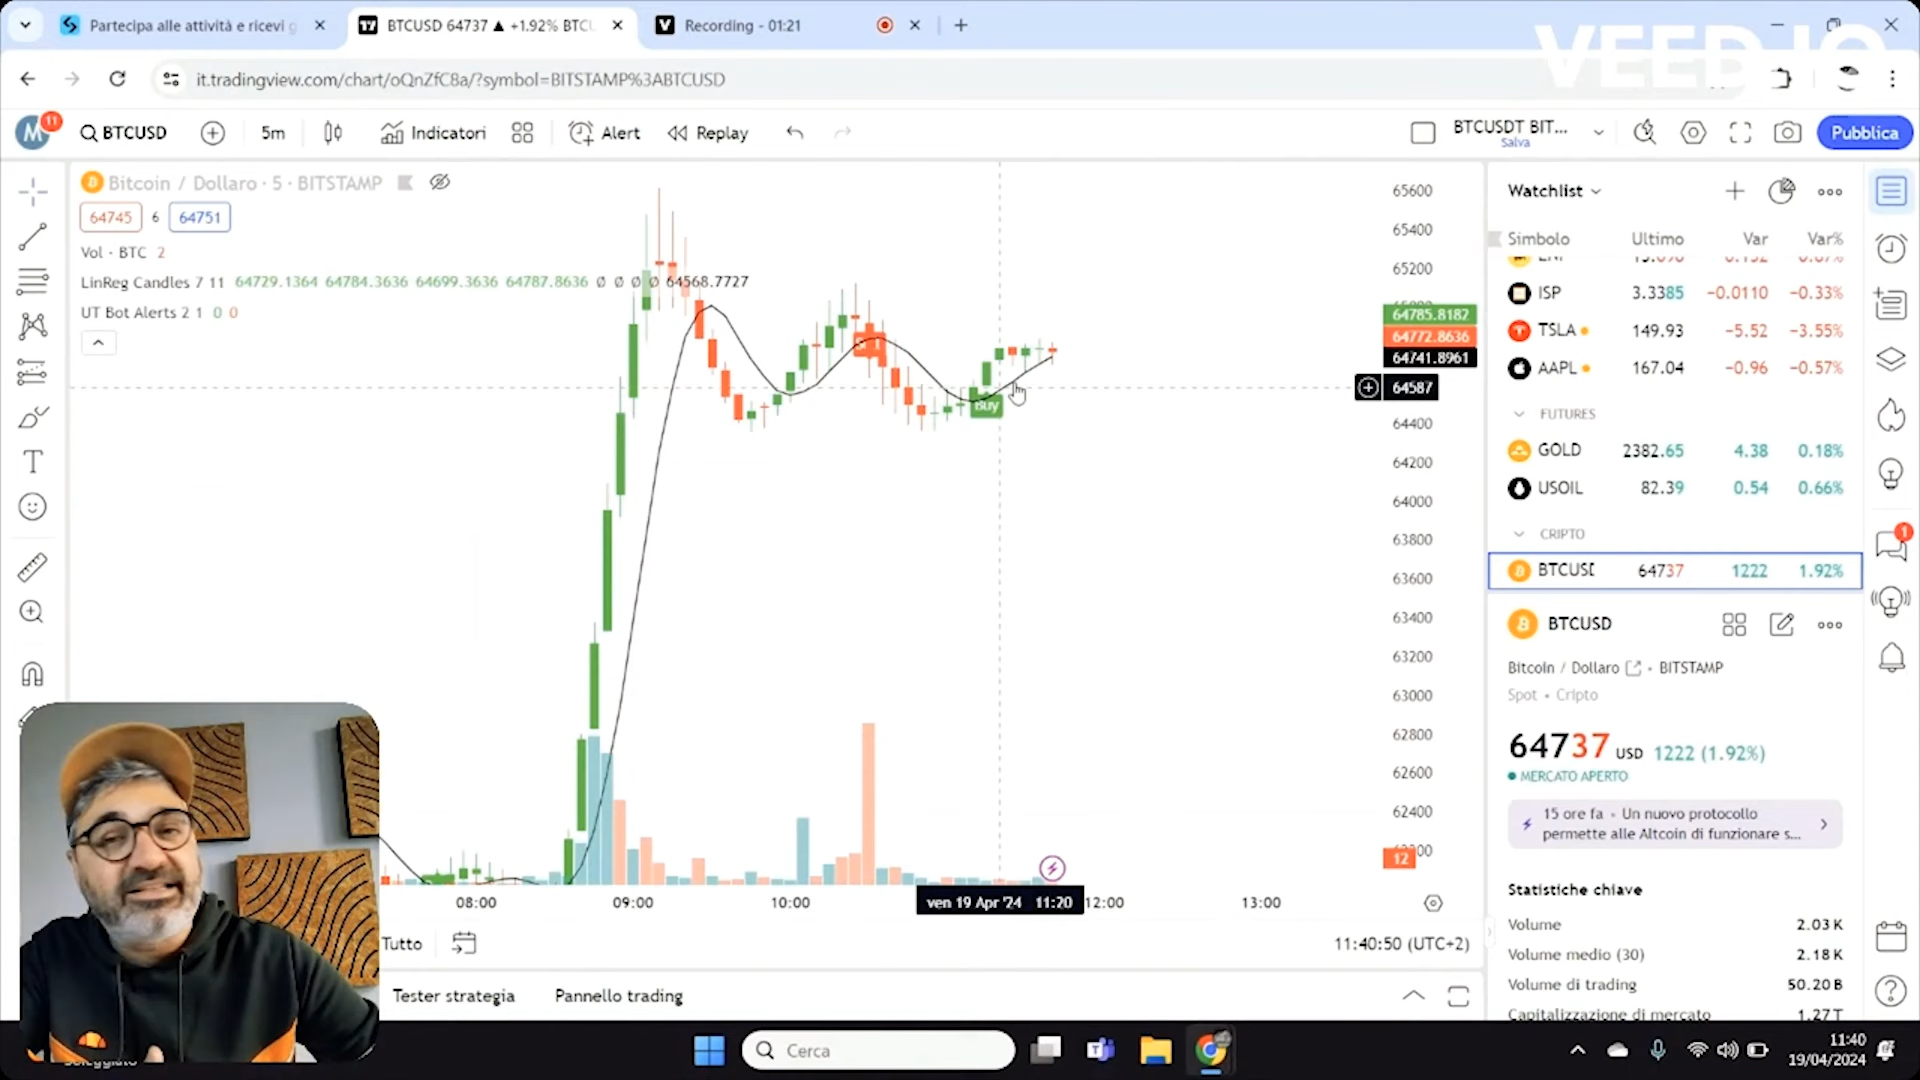 Partecipa alle attività e ricevi g
BTCUSD 64737 ▲ +1.92% BTCU
Recording - 01:21
VEED.IO
it.tradingview.com/chart/oQnZfC8a/?symbol=BITSTAMP%3ABTCUSD
M
11
BTCUSD
5m
Indicatori
Alert
Replay
BTCUSDT BIT...
Salva
Pubblica
Bitcoin / Dollaro · 5 · BITSTAMP
64745
6
64751
Vol · BTC 2
LinReg Candles 7 11 64729.1364 64784.3636 64699.3636 64787.8636 ø ø ø ø 64568.7727
UT Bot Alerts 2 1 0 0
Buy
65600
65400
65200
64785.8182
64772.8636
64741.8961
64587
64400
64200
64000
63800
63600
63400
63200
63000
62800
62600
62400
12
08:00
09:00
10:00
ven 19 Apr '24 11:20
12:00
13:00
Tutto
11:40:50 (UTC+2)
Tester strategia
Pannello trading
Watchlist
Simbolo Ultimo Var Var%
ISP 3.3385 −0.0110 −0.33%
TSLA 149.93 −5.52 −3.55%
AAPL 167.04 −0.96 −0.57%
FUTURES
GOLD 2382.65 4.38 0.18%
USOIL 82.39 0.54 0.66%
CRIPTO
BTCUSD 64737 1222 1.92%
BTCUSD
Bitcoin / Dollaro · BITSTAMP
Spot • Cripto
64737 USD 1222 (1.92%)
MERCATO APERTO
15 ore fa • Un nuovo protocollo
permette alle Altcoin di funzionare s...
Statistiche chiave
Volume 2.03 K
Volume medio (30) 2.18 K
Volume di trading 50.20 B
Capitalizzazione di mercato 1.27 T
1
Cerca
11:40
19/04/2024